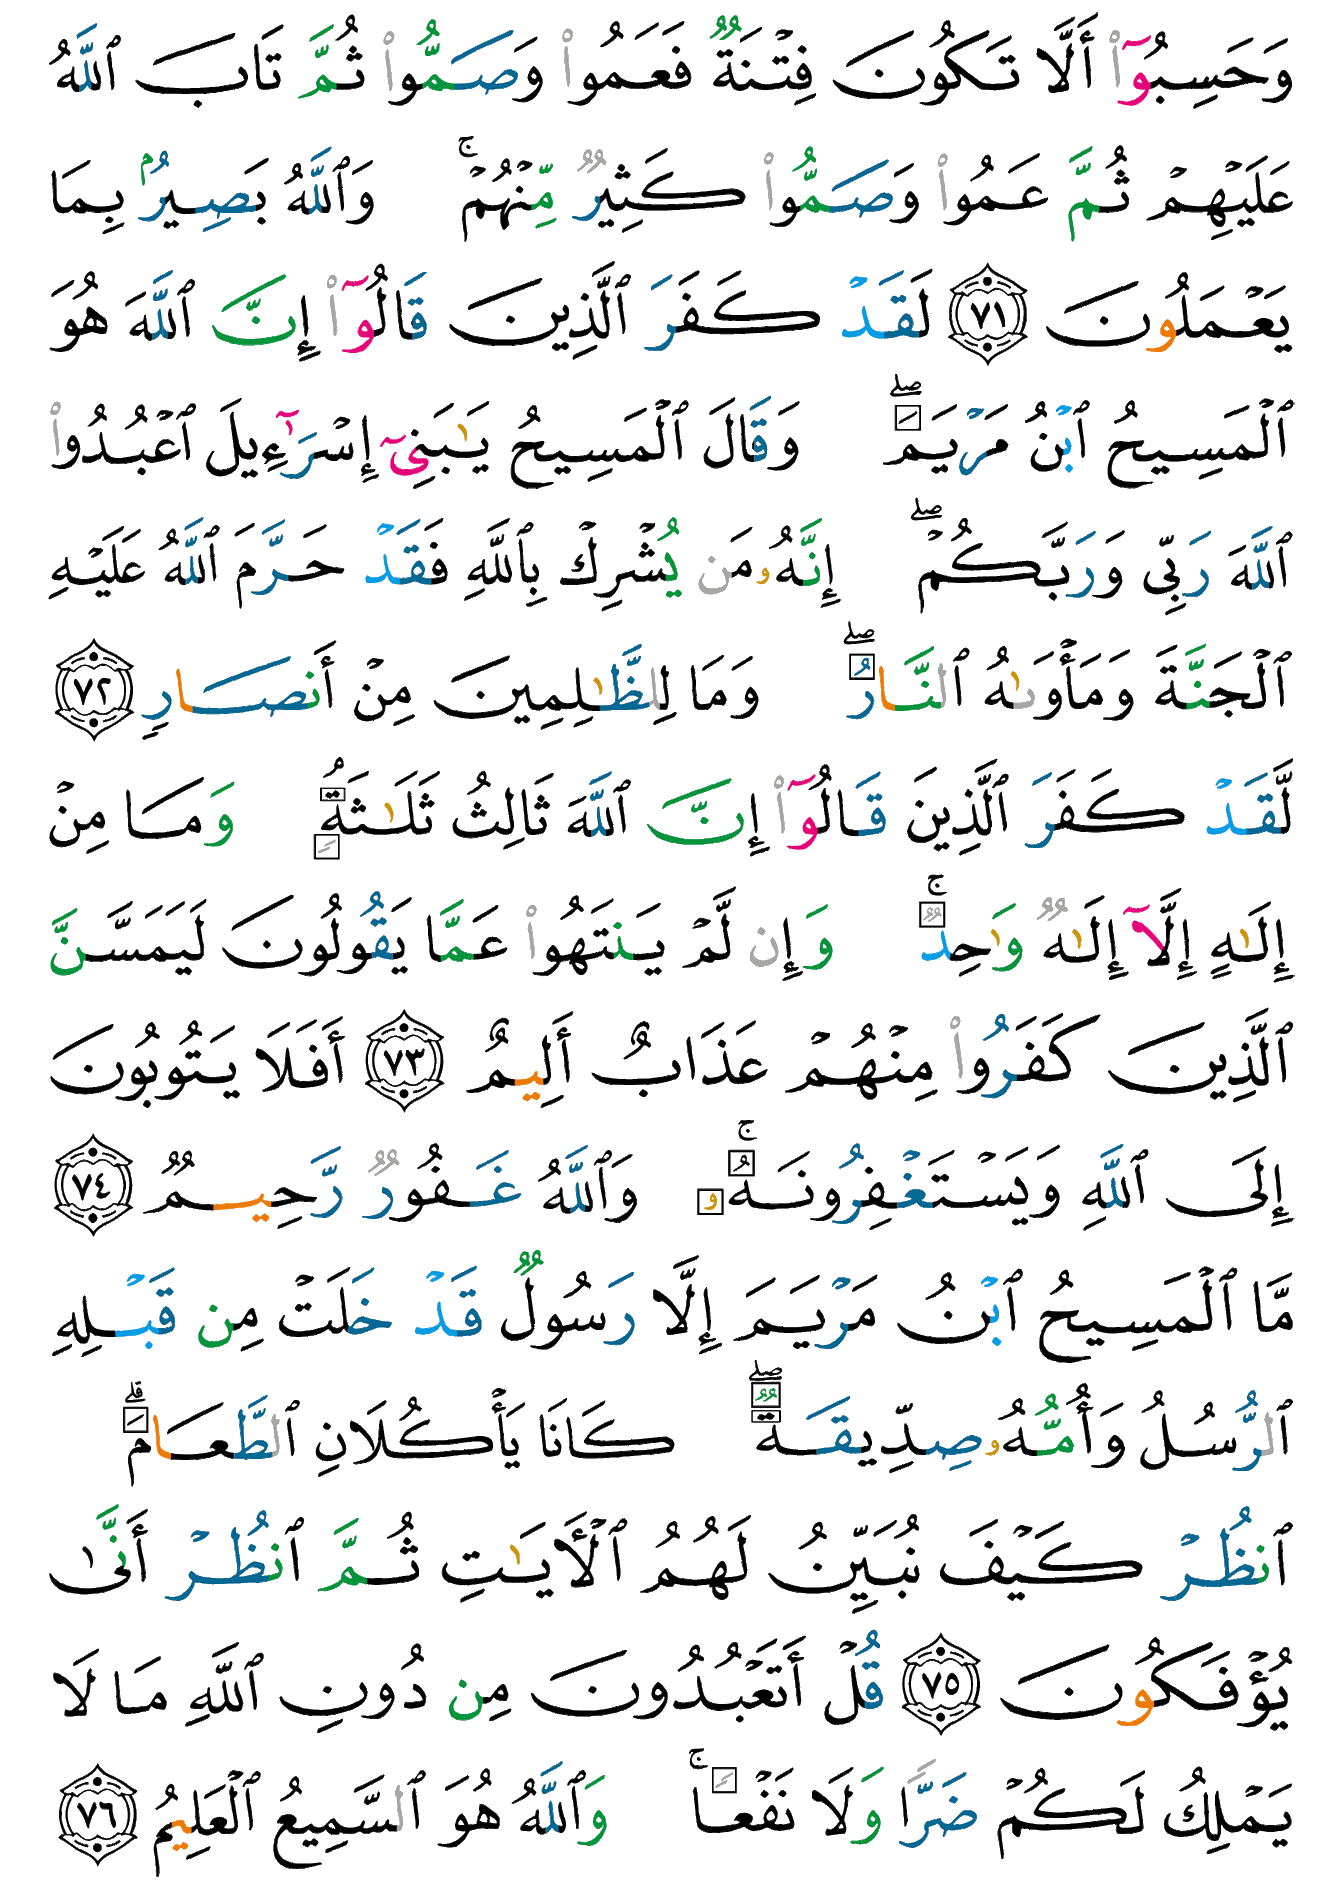 وَحَسِبُوٓا۟ أَلَّا تَكُونَ فِتْنَةٌ فَعَمُوا۟ وَصَمُّوا۟ ثُمَّ تَابَ ٱللَّهُ
عَلَيْهِمْ ثُمَّ عَمُوا۟ وَصَمُّوا۟ كَثِيرٌ مِّنْهُمْ ۚ وَٱللَّهُ بَصِيرٌۢ بِمَا
يَعْمَلُونَ ٧١ لَقَدْ كَفَرَ ٱلَّذِينَ قَالُوٓا۟ إِنَّ ٱللَّهَ هُوَ
ٱلْمَسِيحُ ٱبْنُ مَرْيَمَ ۖ وَقَالَ ٱلْمَسِيحُ يَـٰبَنِىٓ إِسْرَٰٓءِيلَ ٱعْبُدُوا۟
ٱللَّهَ رَبِّى وَرَبَّكُمْ ۖ إِنَّهُۥ مَن يُشْرِكْ بِٱللَّهِ فَقَدْ حَرَّمَ ٱللَّهُ عَلَيْهِ
ٱلْجَنَّةَ وَمَأْوَىٰهُ ٱلنَّارُ ۖ وَمَا لِلظَّـٰلِمِينَ مِنْ أَنصَارٍ ٧٢
لَّقَدْ كَفَرَ ٱلَّذِينَ قَالُوٓا۟ إِنَّ ٱللَّهَ ثَالِثُ ثَلَـٰثَةٍ ۘ وَمَا مِنْ
إِلَـٰهٍ إِلَّآ إِلَـٰهٌ وَٰحِدٌ ۚ وَإِن لَّمْ يَنتَهُوا۟ عَمَّا يَقُولُونَ لَيَمَسَّنَّ
ٱلَّذِينَ كَفَرُوا۟ مِنْهُمْ عَذَابٌ أَلِيمٌ ٧٣ أَفَلَا يَتُوبُونَ
إِلَى ٱللَّهِ وَيَسْتَغْفِرُونَهُۥ ۚ وَٱللَّهُ غَفُورٌ رَّحِيمٌ ٧٤
مَّا ٱلْمَسِيحُ ٱبْنُ مَرْيَمَ إِلَّا رَسُولٌ قَدْ خَلَتْ مِن قَبْلِهِ
ٱلرُّسُلُ وَأُمُّهُۥ صِدِّيقَةٌ ۖ كَانَا يَأْكُلَانِ ٱلطَّعَامَ ۗ
ٱنظُرْ كَيْفَ نُبَيِّنُ لَهُمُ ٱلْأَيَـٰتِ ثُمَّ ٱنظُرْ أَنَّىٰ
يُؤْفَكُونَ ٧٥ قُلْ أَتَعْبُدُونَ مِن دُونِ ٱللَّهِ مَا لَا
يَمْلِكُ لَكُمْ ضَرًّا وَلَا نَفْعًا ۚ وَٱللَّهُ هُوَ ٱلسَّمِيعُ ٱلْعَلِيمُ ٧٦